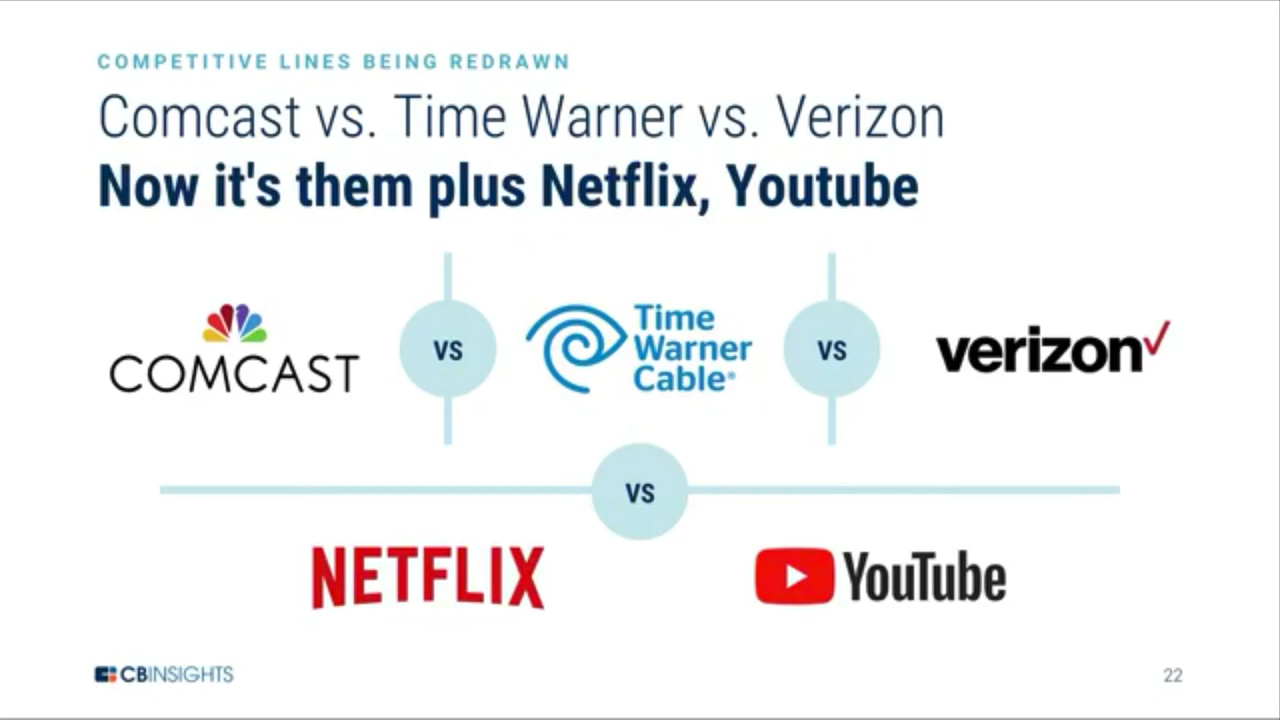 COMPETITIVE LINES BEING REDRAWN
Comcast vs. Time Warner vs. Verizon
Now it's them plus Netflix, Youtube
COMCAST
VS
Time
Warner
Cable®
VS
verizon✓
VS
NETFLIX
YouTube
CBINSIGHTS
22